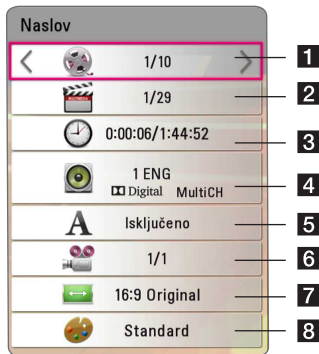 Naslov
1/10 1
1/29 2
0:00:06/1:44:52 3
1 ENG
Digital MultiCH 4
A Isključeno 5
1/1 6
16:9 Original 7
Standard 8